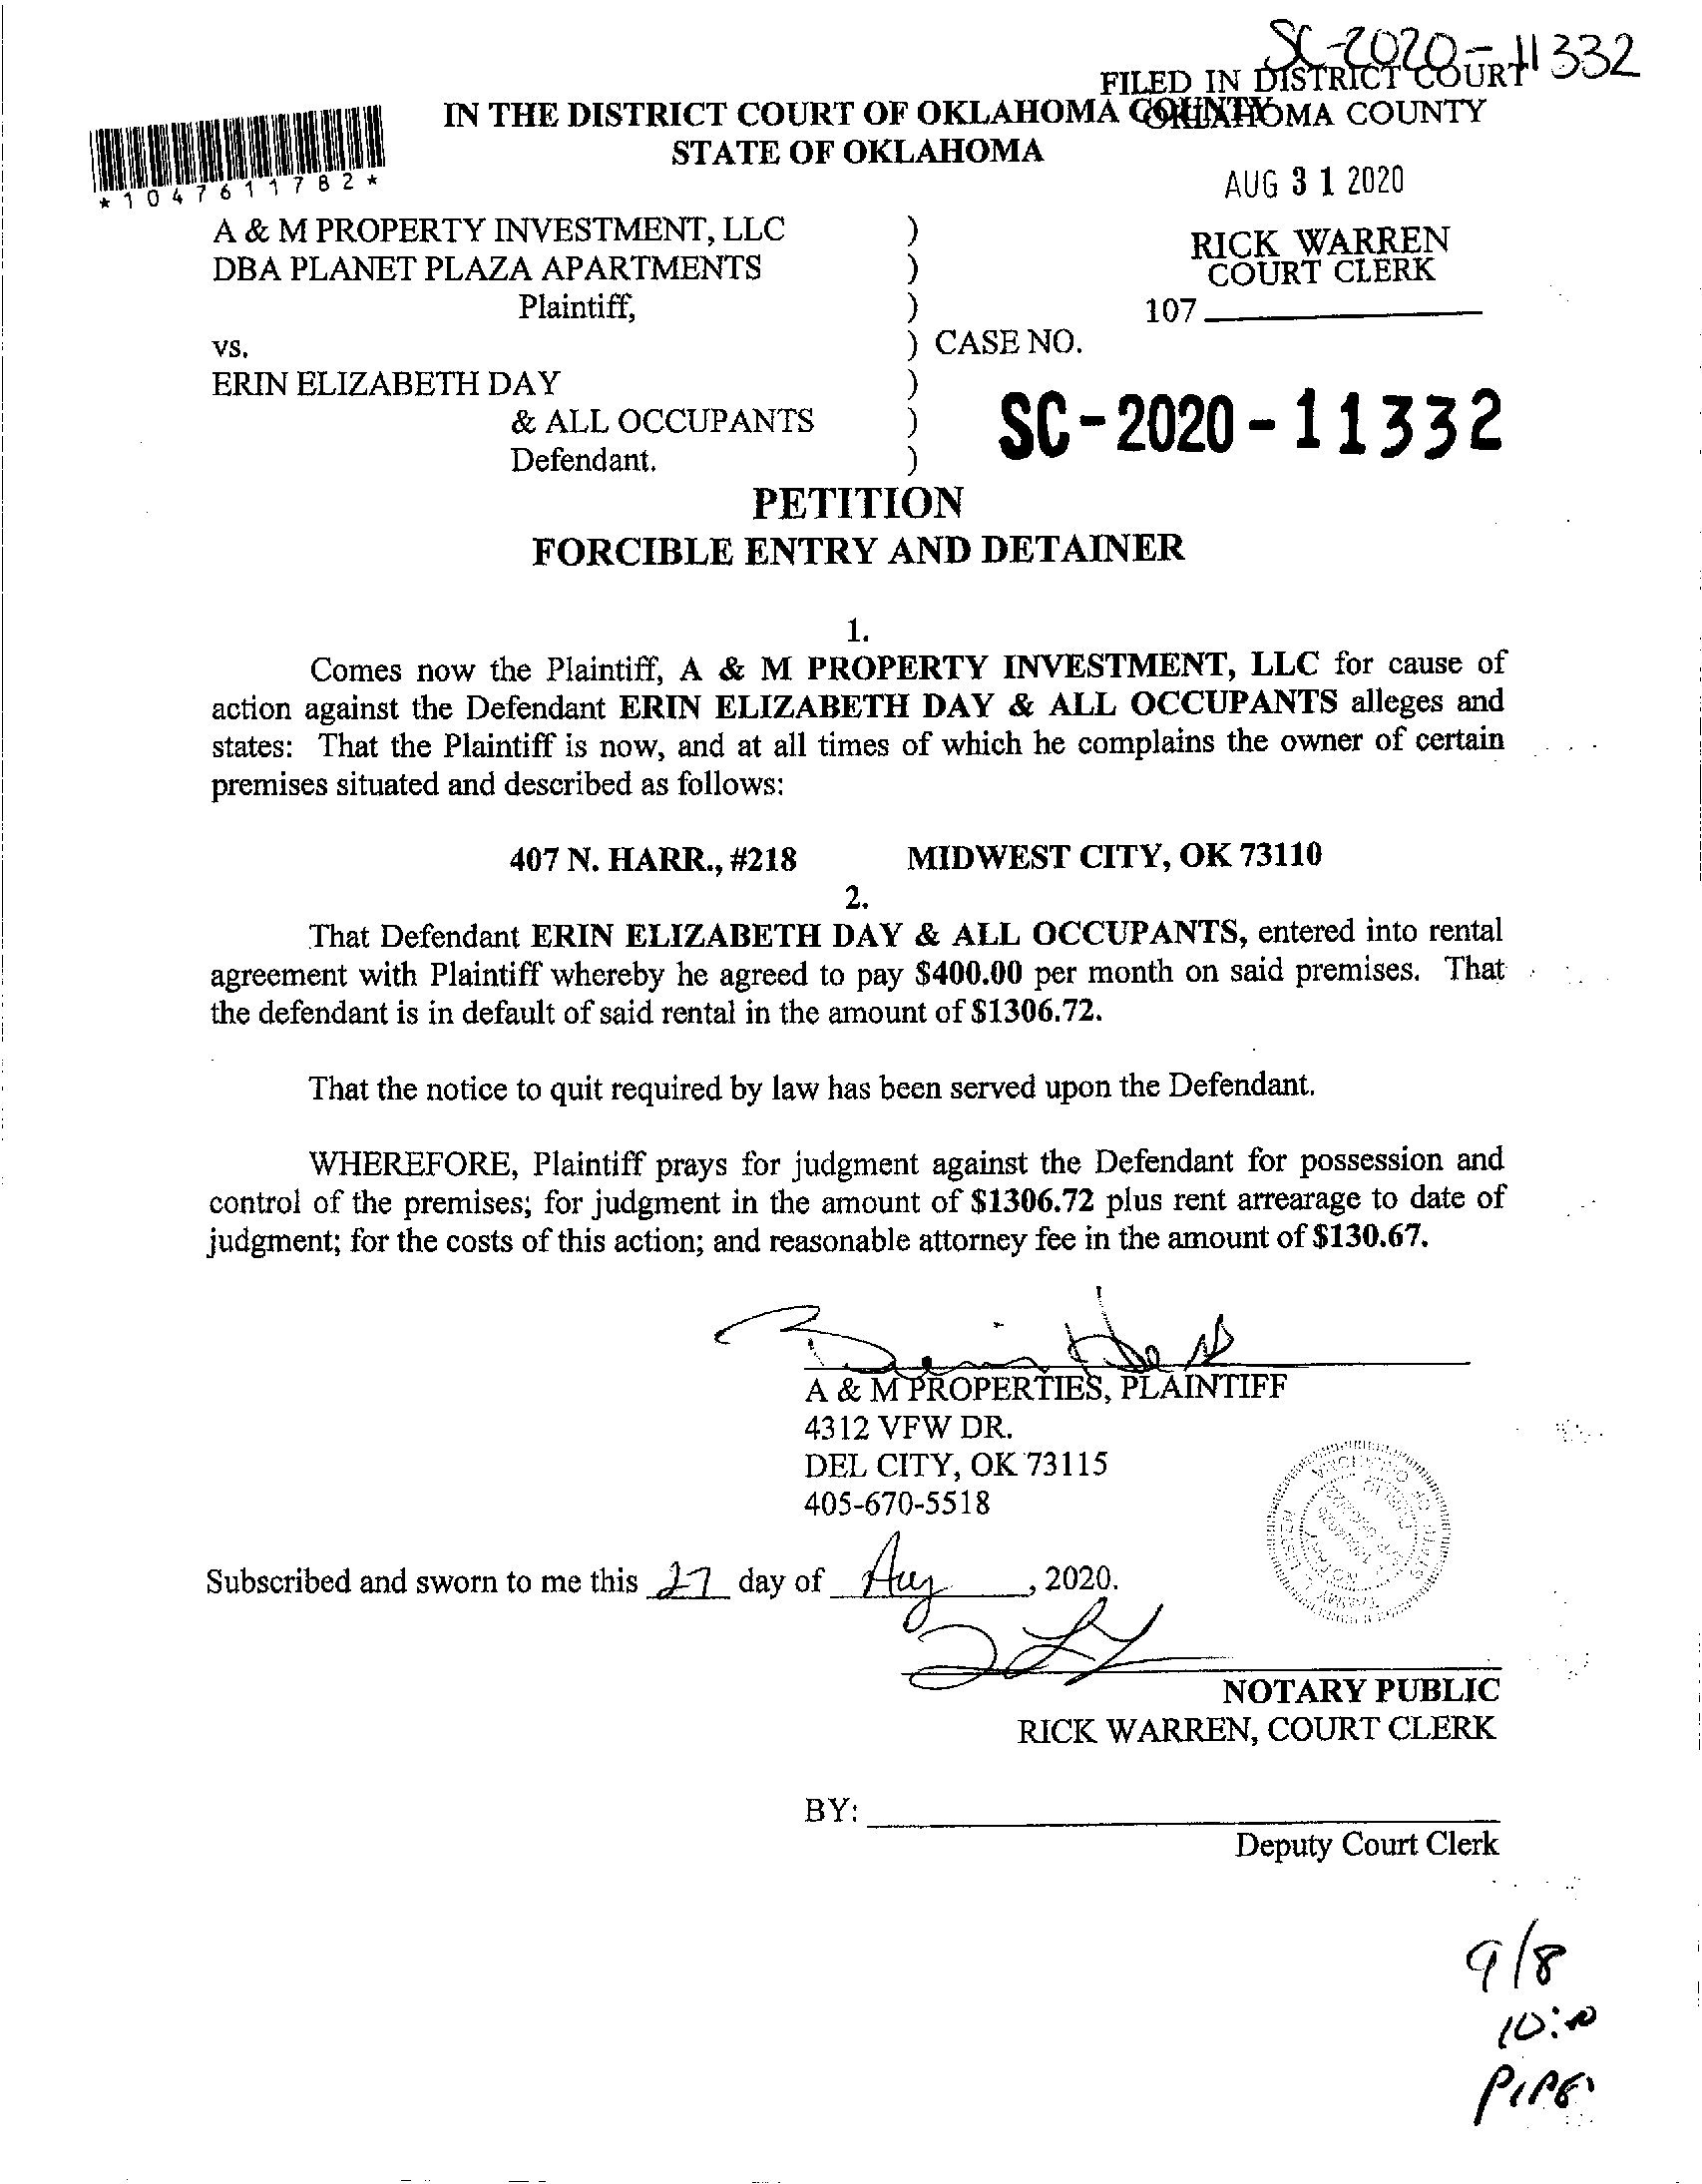 SC-2020-11332
FILED IN DISTRICT COURT
OKLAHOMA COUNTY
IN THE DISTRICT COURT OF OKLAHOMA COUNTY
STATE OF OKLAHOMA
*1047611782*
AUG 31 2020
A & M PROPERTY INVESTMENT, LLC )
DBA PLANET PLAZA APARTMENTS )
Plaintiff, )
RICK WARREN
COURT CLERK
107
vs. ) CASE NO.
ERIN ELIZABETH DAY )
& ALL OCCUPANTS )
Defendant. )
SC-2020-11332
PETITION
FORCIBLE ENTRY AND DETAINER
1.
Comes now the Plaintiff, A & M PROPERTY INVESTMENT, LLC for cause of
action against the Defendant ERIN ELIZABETH DAY & ALL OCCUPANTS alleges and
states: That the Plaintiff is now, and at all times of which he complains the owner of certain
premises situated and described as follows:
407 N. HARR., #218 MIDWEST CITY, OK 73110
2.
That Defendant ERIN ELIZABETH DAY & ALL OCCUPANTS, entered into rental
agreement with Plaintiff whereby he agreed to pay $400.00 per month on said premises. That
the defendant is in default of said rental in the amount of $1306.72.
That the notice to quit required by law has been served upon the Defendant.
WHEREFORE, Plaintiff prays for judgment against the Defendant for possession and
control of the premises; for judgment in the amount of $1306.72 plus rent arrearage to date of
judgment; for the costs of this action; and reasonable attorney fee in the amount of $130.67.
A & M PROPERTIES, PLAINTIFF
4312 VFW DR.
DEL CITY, OK 73115
405-670-5518
Subscribed and sworn to me this 27 day of Aug, 2020.
NOTARY PUBLIC
RICK WARREN, COURT CLERK
BY:
Deputy Court Clerk
9/8
10:00